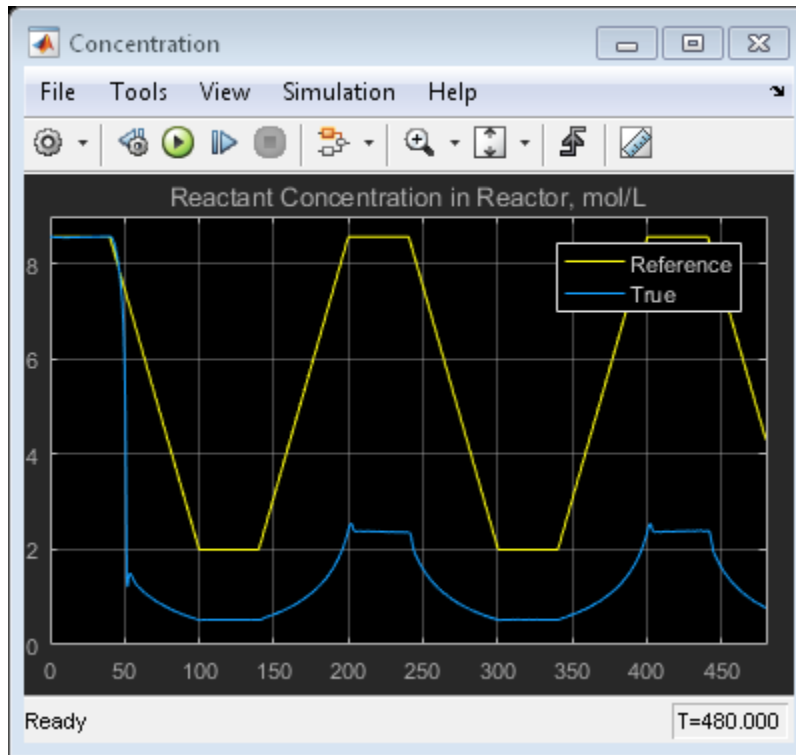 Concentration
File Tools View Simulation Help
Reactant Concentration in Reactor, mol/L
Reference
True
8
6
4
2
0
0 50 100 150 200 250 300 350 400 450
Ready T=480.000